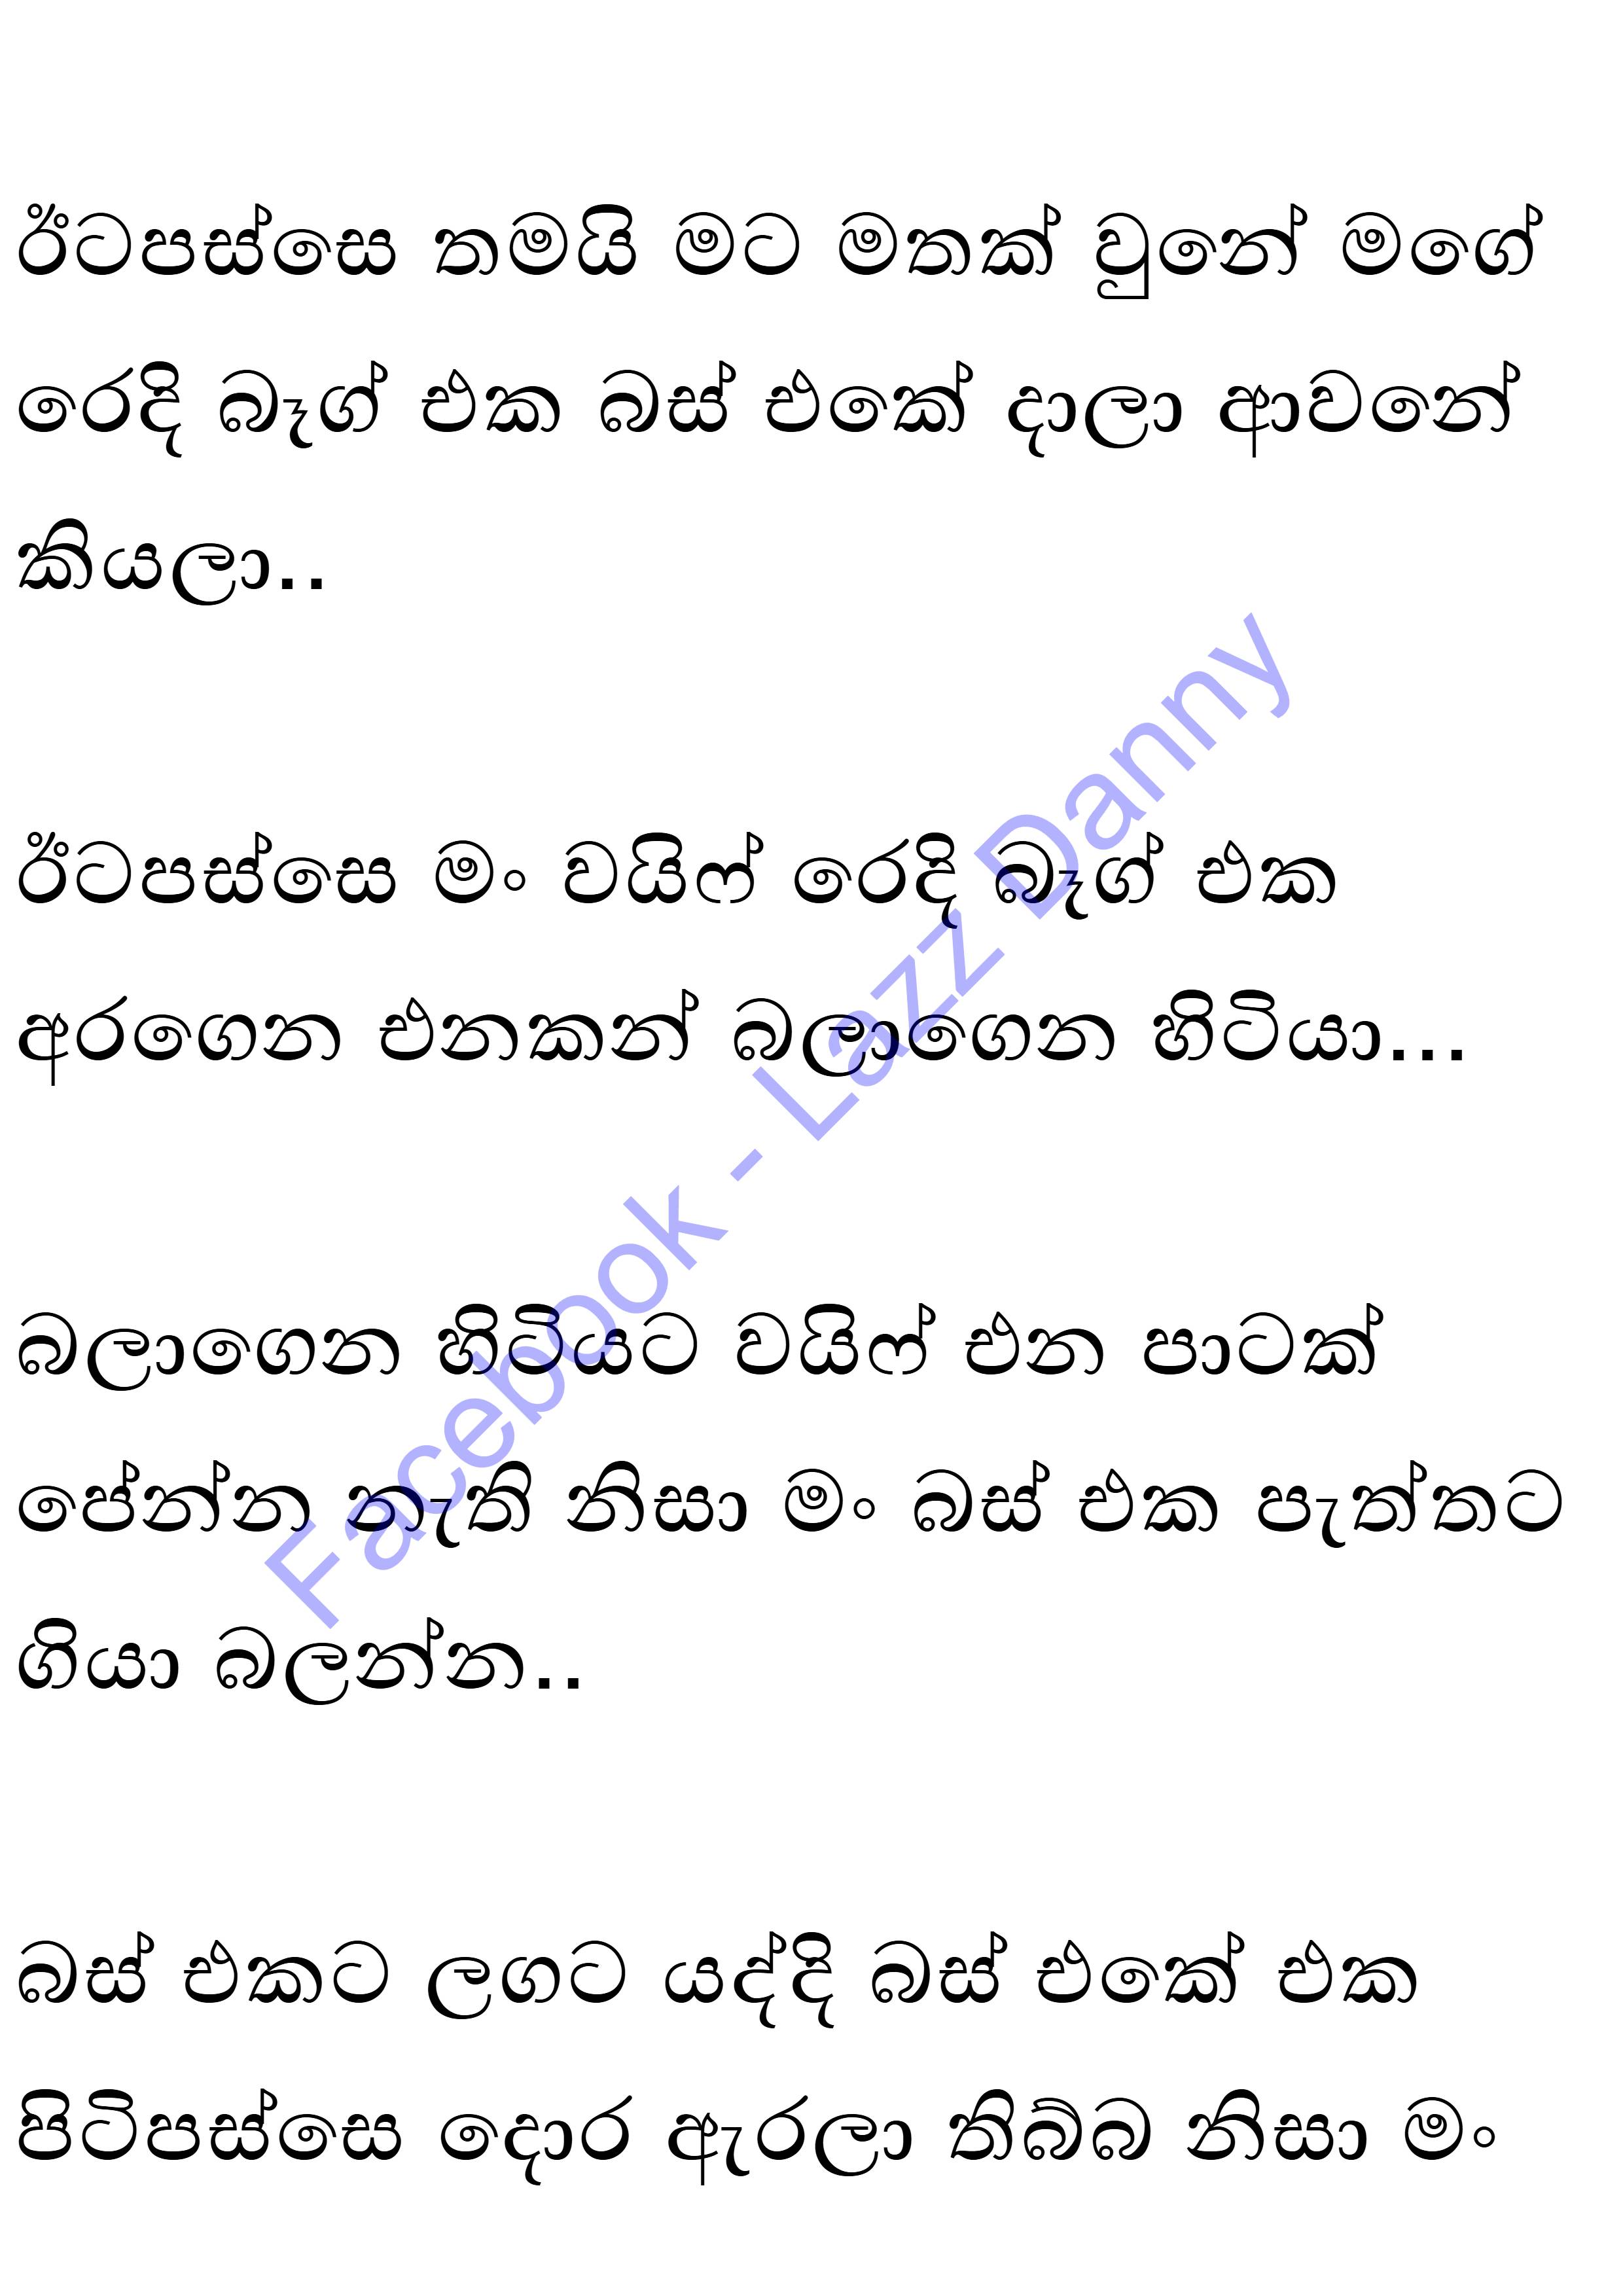 ඊටපස්සෙ තමයි මට මතක් වුනේ මගේ
රෙදි බෑග් එක බස් එකේ දාලා ආවනේ
කියලා..
ඊටපස්සෙ මං වයිෆ් රෙදි බෑග් එක
අරගෙන එනකන් බලාගෙන හිටියා...
බලාගෙන හිටියට වයිෆ් එන පාටක්
පේන්න නැති නිසා මං බස් එක පැත්තට
ගියා බලන්න..
බස් එකට ලගට යද්දි බස් එකේ එක
පිටිපස්සෙ දොර ඇරලා තිබ්බ නිසා මං
Facebook - Lazz Danny